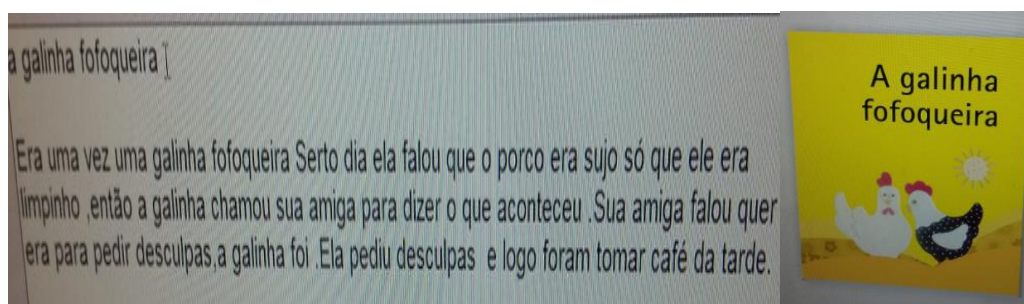 a galinha fofoqueira
Era uma vez uma galinha fofoqueira Serto dia ela falou que o porco era sujo só que ele era
limpinho ,então a galinha chamou sua amiga para dizer o que aconteceu .Sua amiga falou quer
era para pedir desculpas,a galinha foi .Ela pediu desculpas e logo foram tomar café da tarde.
A galinha
fofoqueira